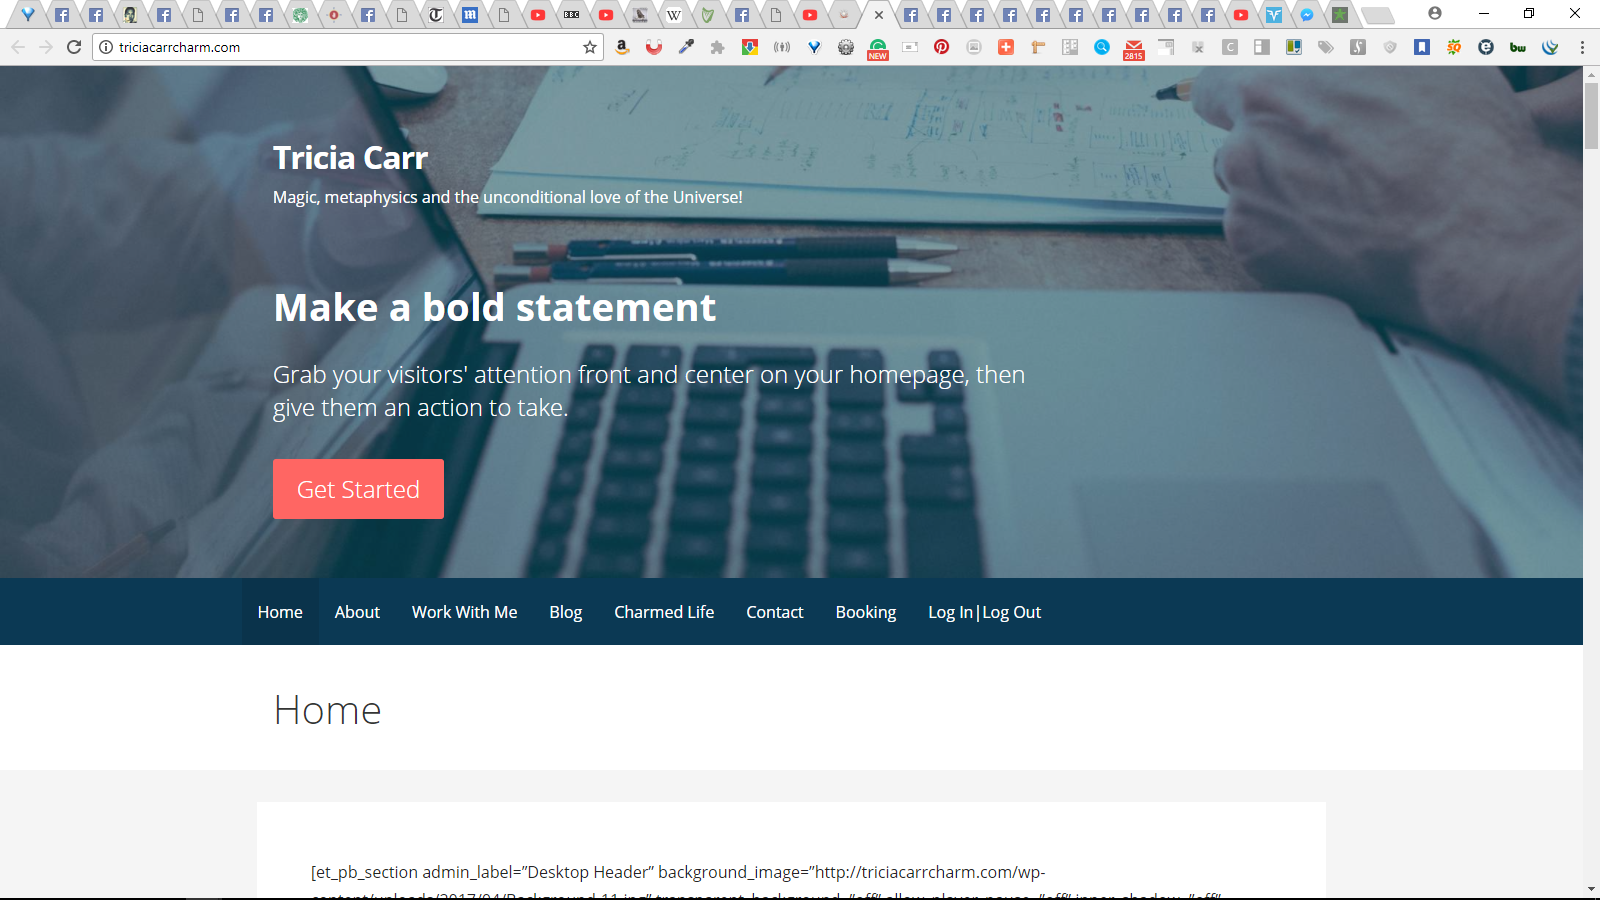 triciacarrcharm.com
NEW
2815
BBC
Tricia Carr
Magic, metaphysics and the unconditional love of the Universe!
Make a bold statement
Grab your visitors' attention front and center on your homepage, then
give them an action to take.
Get Started
Home
About
Work With Me
Blog
Charmed Life
Contact
Booking
Log In|Log Out
Home
[et_pb_section admin_label=”Desktop Header” background_image=”http://triciacarrcharm.com/wp-